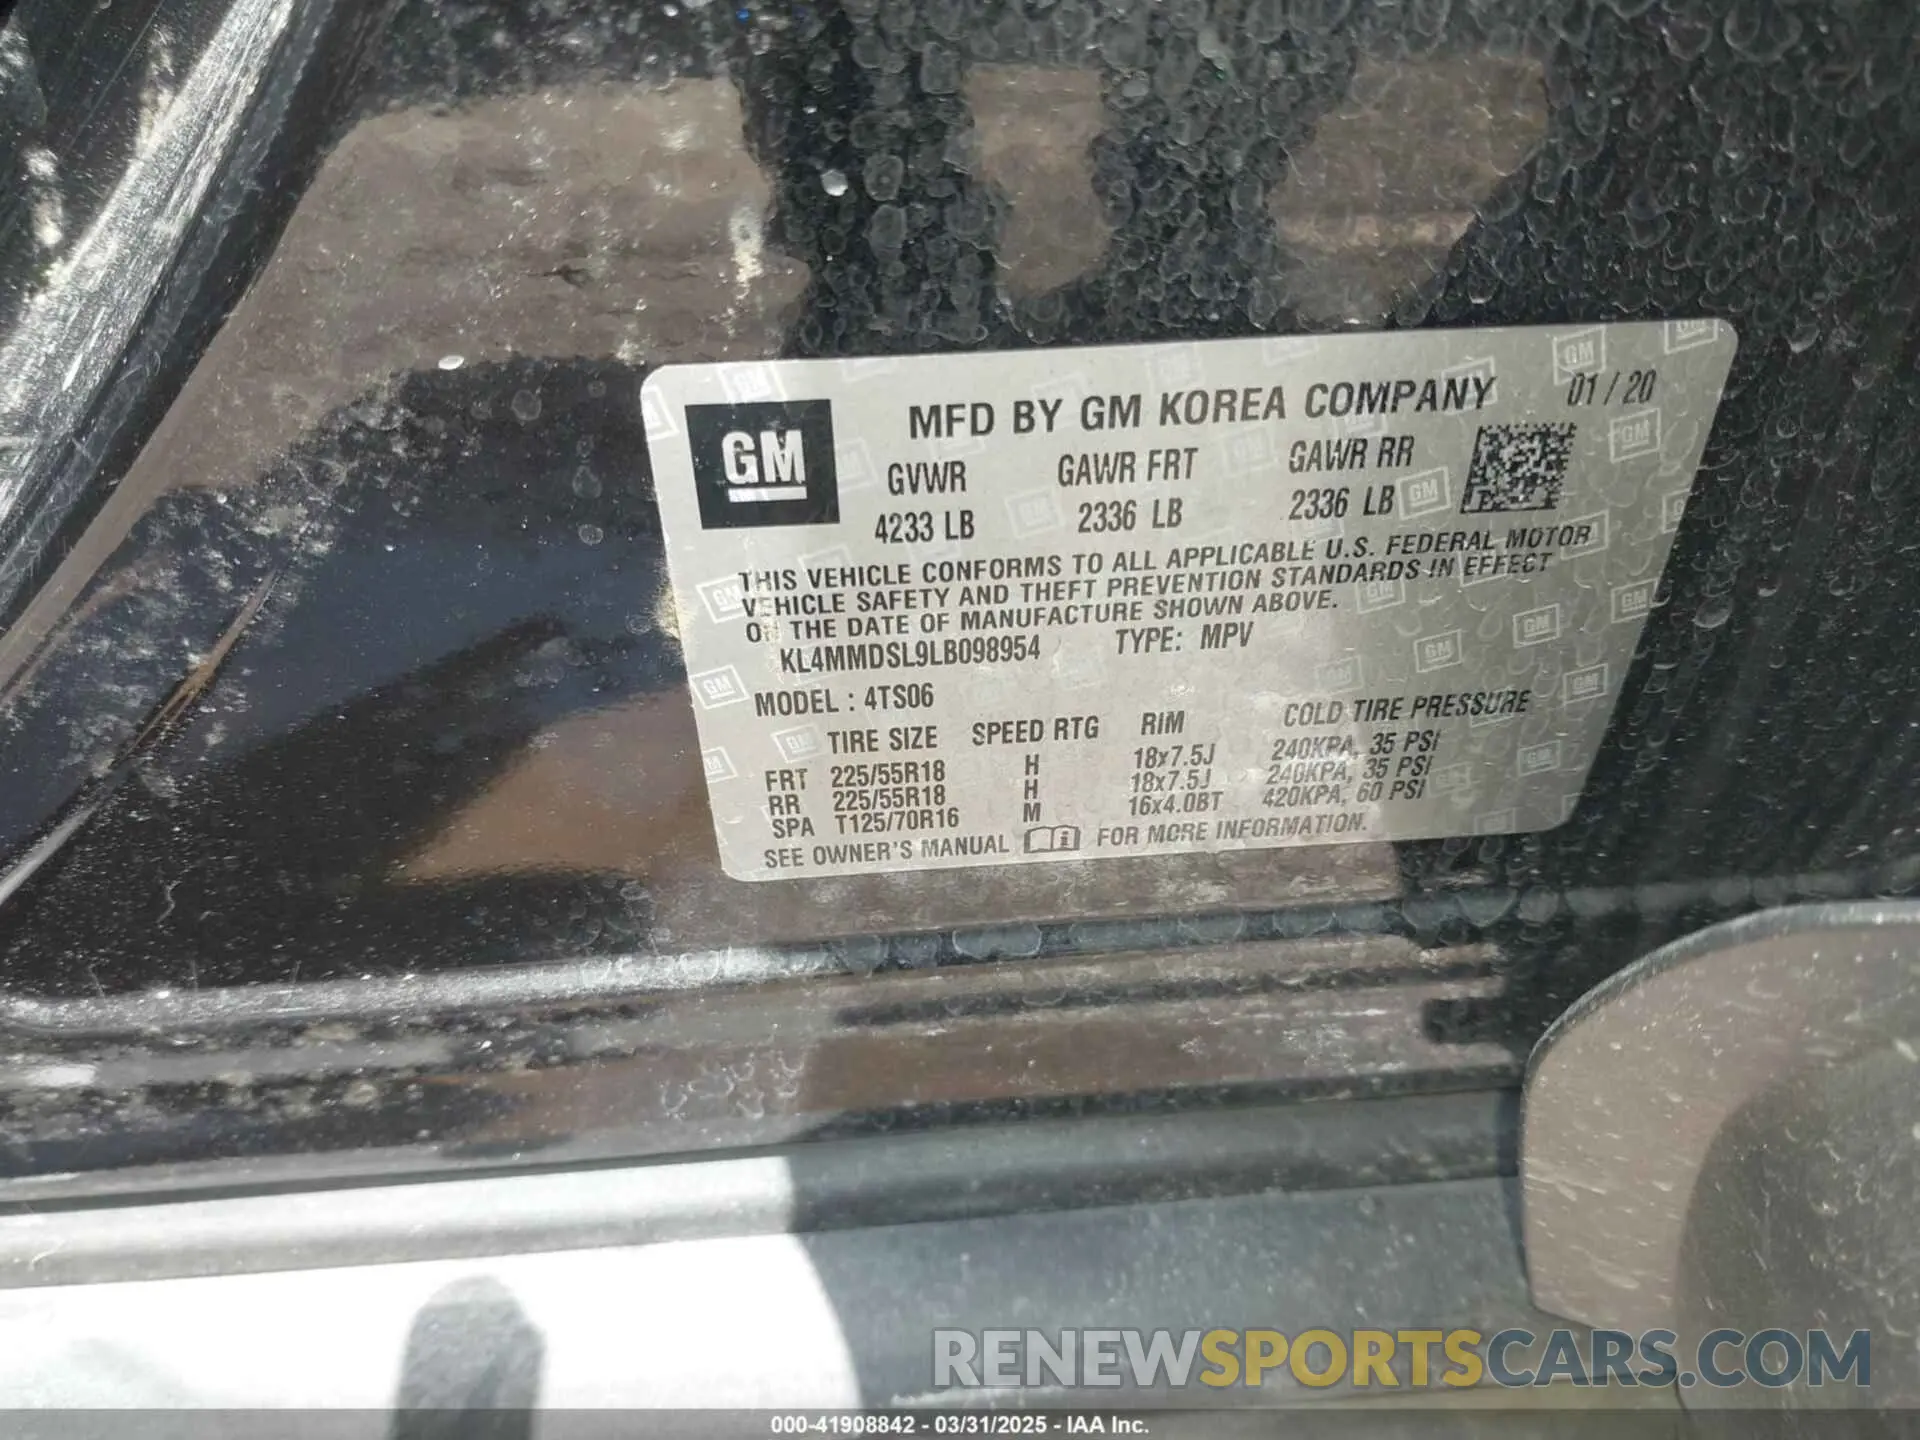 GM
MFD BY GM KOREA COMPANY 01 / 20
GVWR GAWR FRT GAWR RR
4233 LB 2336 LB 2336 LB
THIS VEHICLE CONFORMS TO ALL APPLICABLE U.S. FEDERAL MOTOR
VEHICLE SAFETY AND THEFT PREVENTION STANDARDS IN EFFECT
ON THE DATE OF MANUFACTURE SHOWN ABOVE.
KL4MMDSL9LB098954 TYPE: MPV
MODEL : 4TS06
TIRE SIZE SPEED RTG RIM COLD TIRE PRESSURE
FRT 225/55R18 H 18x7.5J 240KPA, 35 PSI
RR 225/55R18 H 18x7.5J 240KPA, 35 PSI
SPA T125/70R16 M 16x4.0BT 420KPA, 60 PSI
SEE OWNER'S MANUAL FOR MORE INFORMATION.
RENEWSPORTSCARS.COM
000-41908842 - 03/31/2025 - IAA Inc.